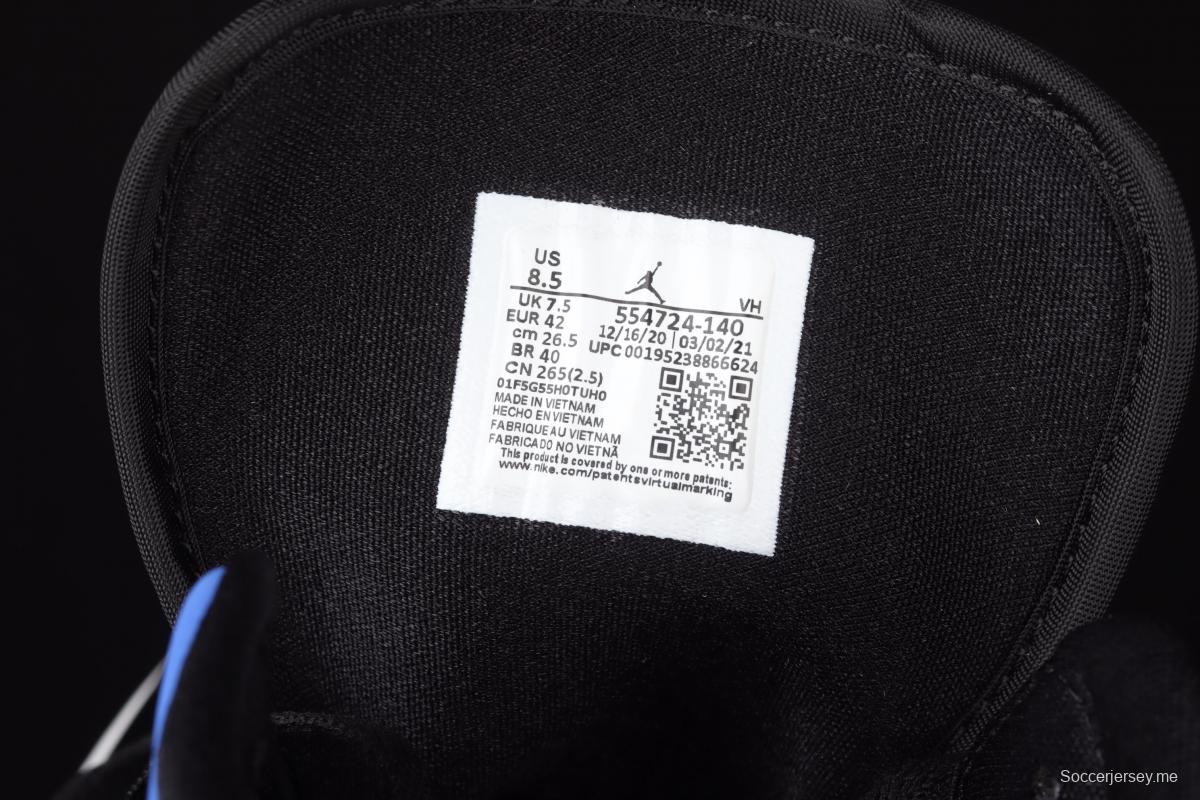 US
8.5
VH
UK 7.5
EUR 42
cm 26.5
BR 40
CN 265(2.5)
554724-140
12/16/20 | 03/02/21
UPC 00195238866624
01F5G55H0TUH0
MADE IN VIETNAM
HECHO EN VIETNAM
FABRIQUE AU VIETNAM
FABRICADO NO VIETNÃ
This product is covered by one or more patents:
www.nike.com/patentsvirtualmarking
Soccerjersey.me